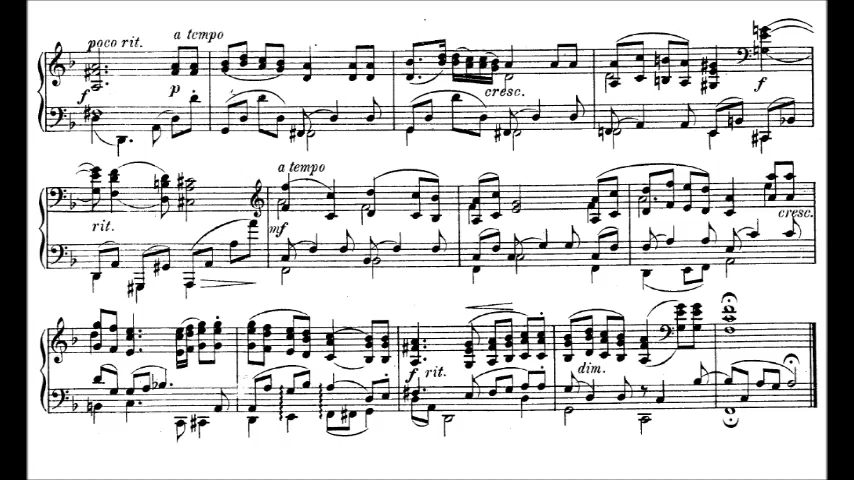 poco rit. a tempo
f p cresc. f
a tempo
rit. mf cresc.
f rit. dim.